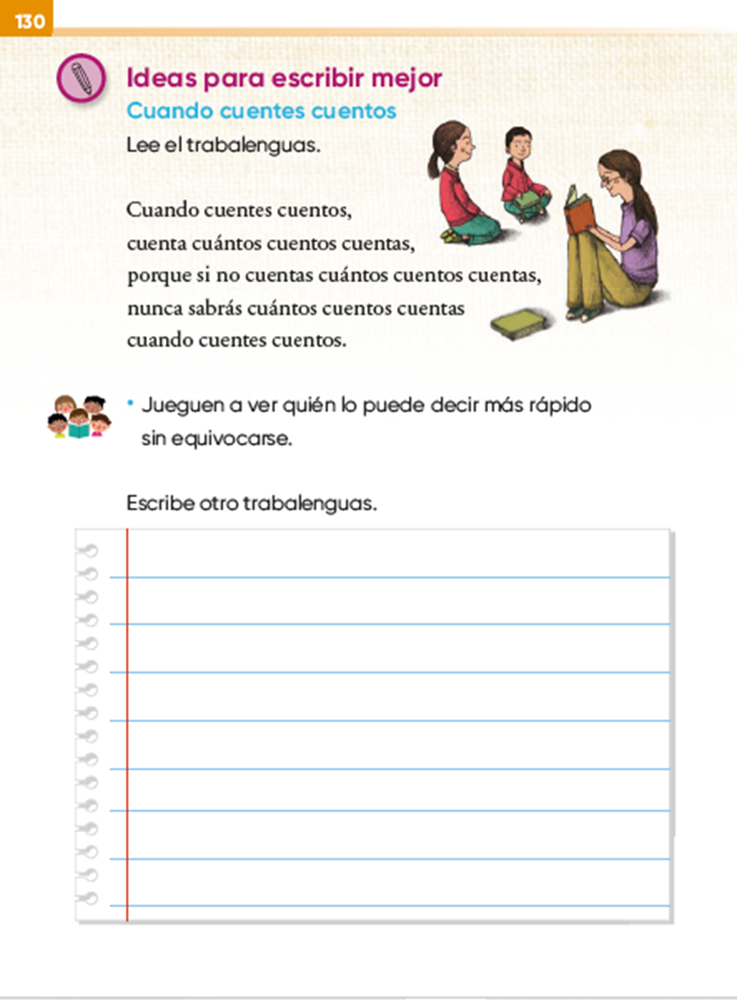 130
Ideas para escribir mejor
Cuando cuentes cuentos
Lee el trabalenguas.
Cuando cuentes cuentos,
cuenta cuántos cuentos cuentas,
porque si no cuentas cuántos cuentos cuentas,
nunca sabrás cuántos cuentos cuentas
cuando cuentes cuentos.
• Jueguen a ver quién lo puede decir más rápido
sin equivocarse.
Escribe otro trabalenguas.